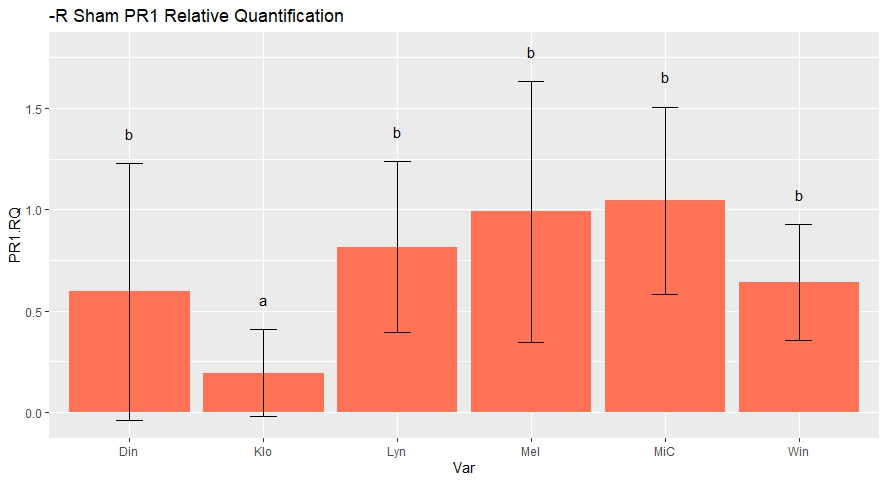 -R Sham PR1 Relative Quantification
PR1.RQ
1.5
1.0
0.5
0.0
b
a
b
b
b
b
Din
Klo
Lyn
Mel
MiC
Win
Var